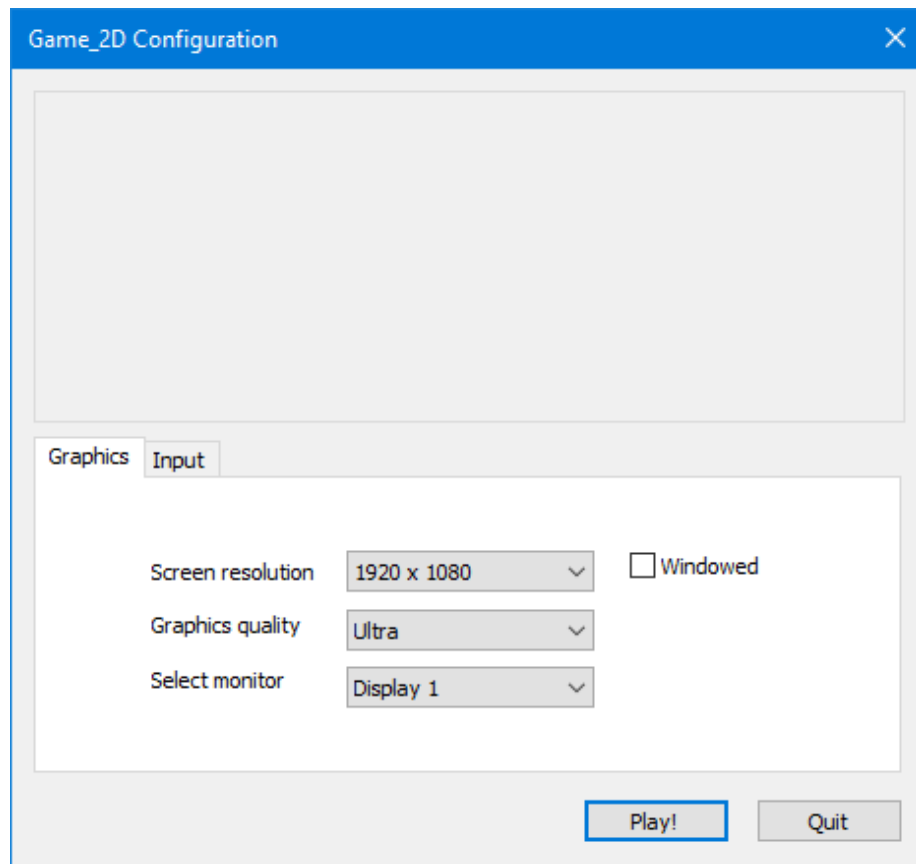 Game_2D Configuration
Graphics
Input
Screen resolution 1920 x 1080 Windowed
Graphics quality Ultra
Select monitor Display 1
Play! Quit